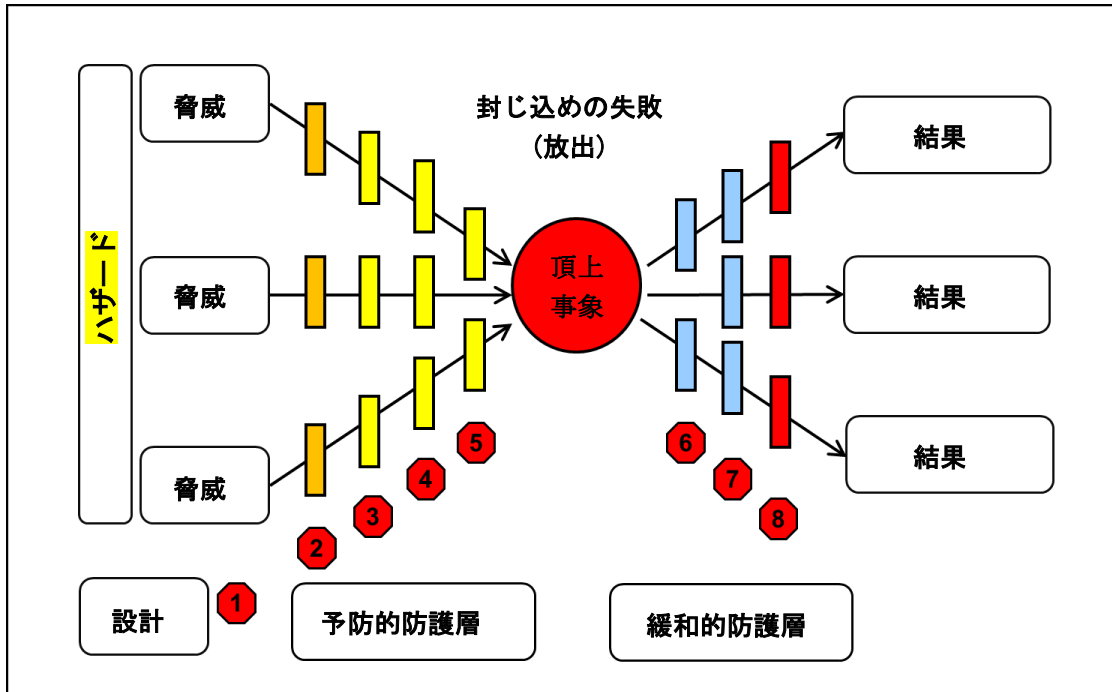 脅威
封じ込めの失敗
(放出)
結果
ハザード
脅威
頂上
事象
結果
脅威
結果
5
6
4
7
3
8
2
1
設計
予防的防護層
緩和的防護層